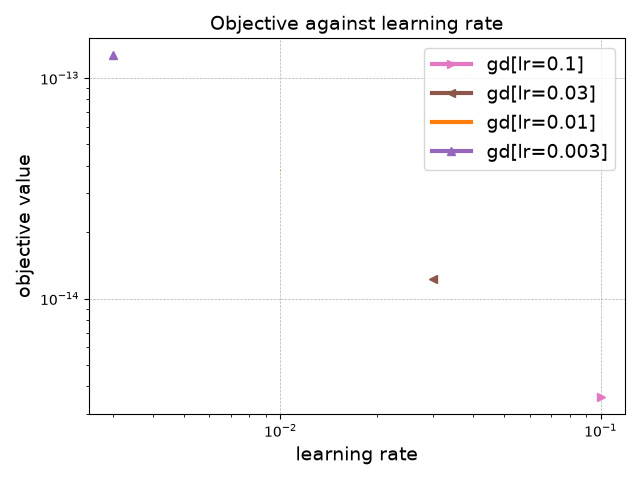 Objective against learning rate
objective value
10⁻¹³
10⁻¹⁴
gd[lr=0.1]
gd[lr=0.03]
gd[lr=0.01]
gd[lr=0.003]
10⁻²
10⁻¹
learning rate